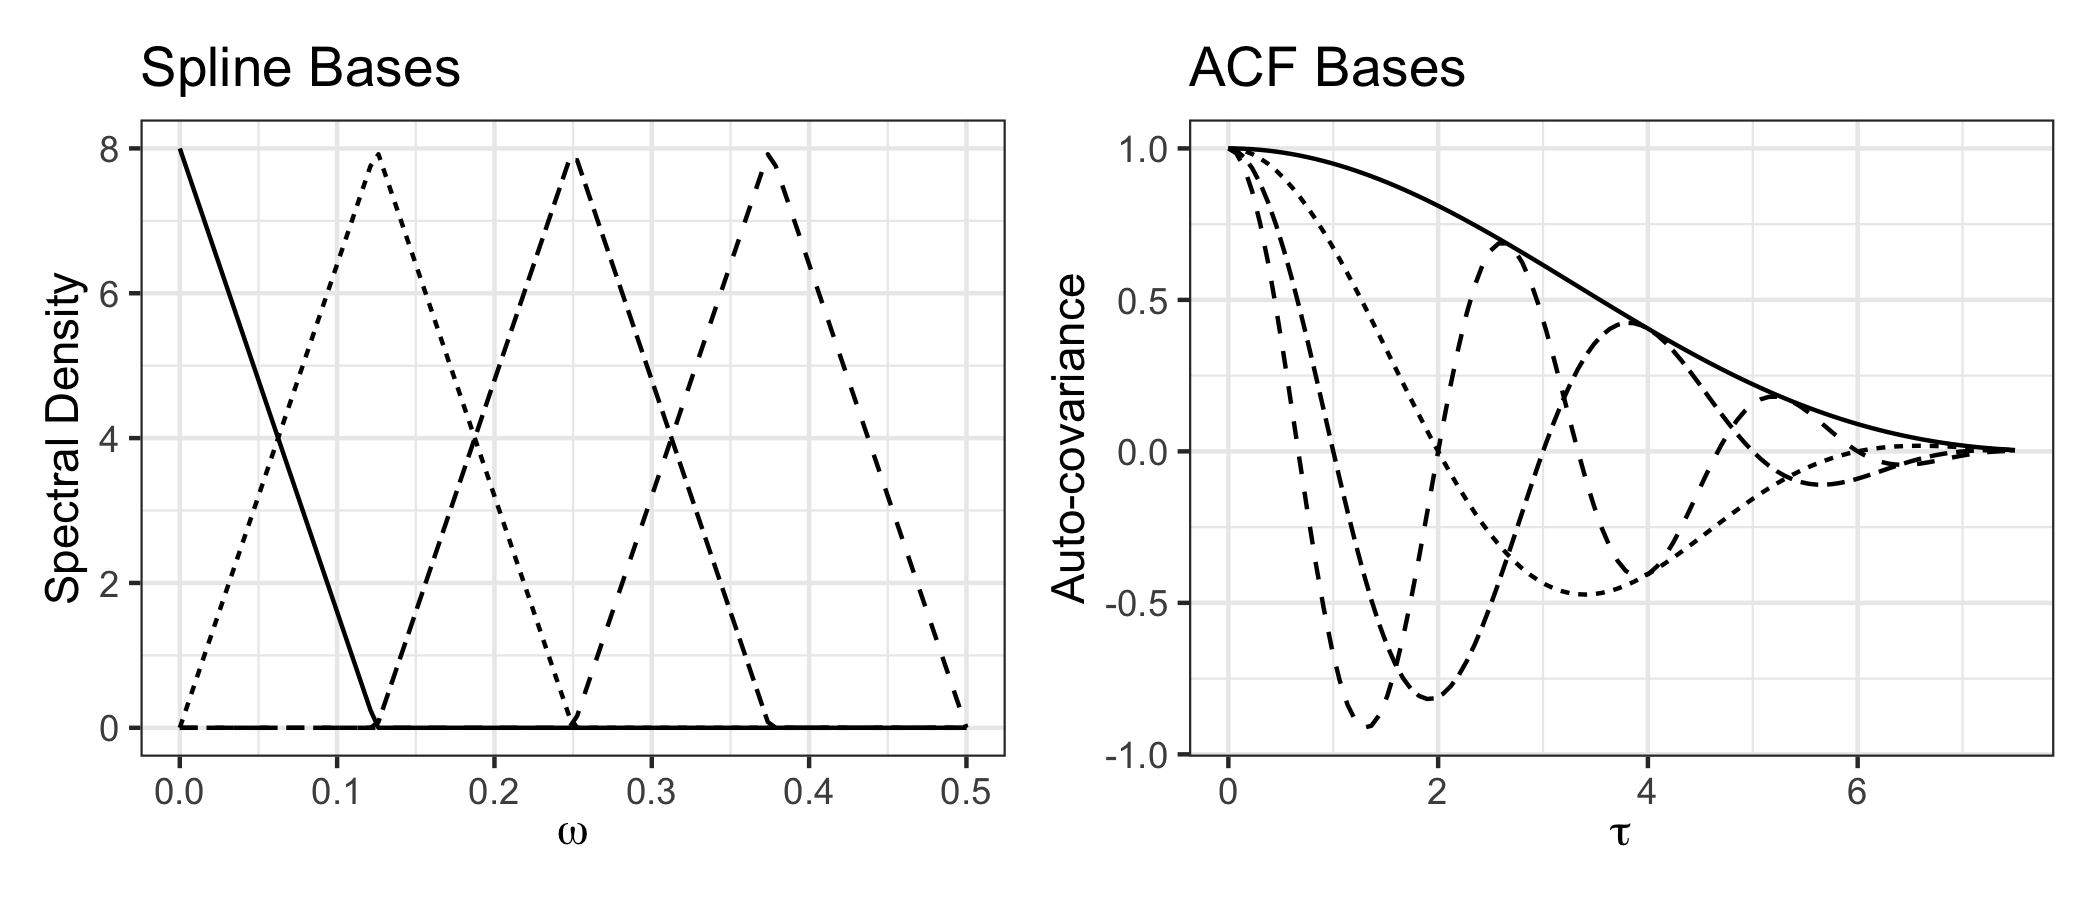 Spline Bases
Spectral Density
8
6
4
2
0
0.0 0.1 0.2 0.3 0.4 0.5
ω
ACF Bases
Auto-covariance
1.0
0.5
0.0
-0.5
-1.0
0 2 4 6
τ